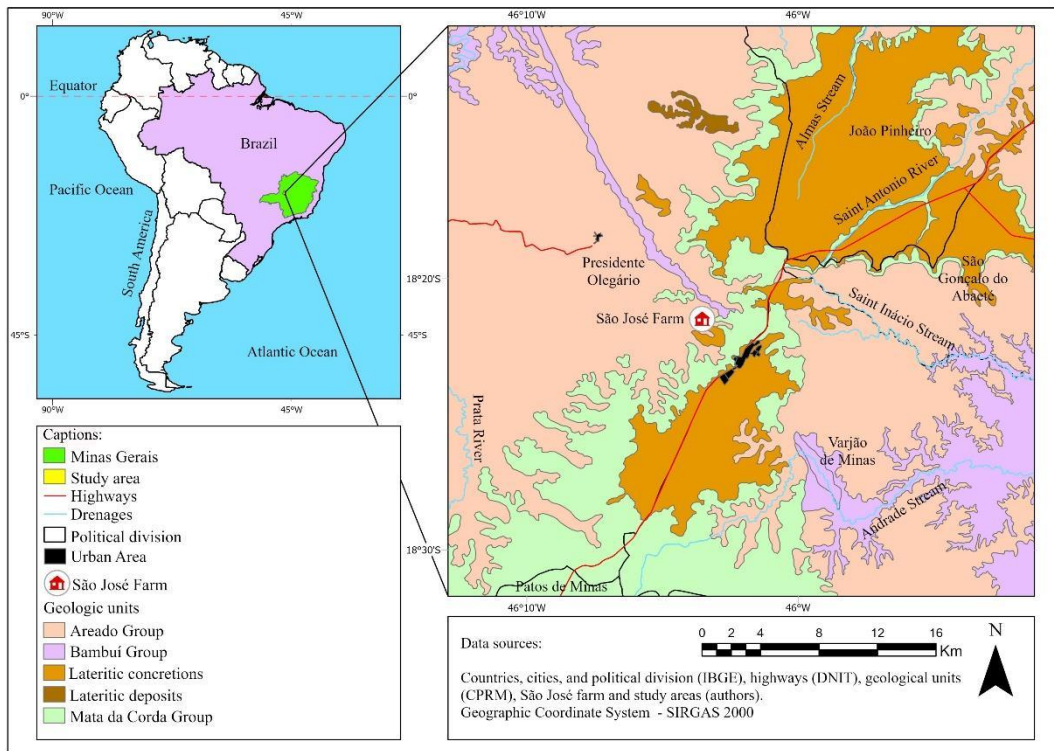 90°W
45°W
Equator
0°
0°
Brazil
Pacific Ocean
South America
45°S
45°S
Atlantic Ocean
90°W
45°W
46°10'W
46°W
Almas Stream
João Pinheiro
Saint Antonio River
Presidente
Olegário
18°20'S
São
Gonçalo do
Abaeté
São José Farm
Saint Inácio Stream
Prata River
Varjão
de Minas
Andrade Stream
18°30'S
Patos de Minas
46°10'W
46°W
Captions:
Minas Gerais
Study area
Highways
Drenages
Political division
Urban Area
São José Farm
Geologic units
Areado Group
Bambuí Group
Lateritic concretions
Lateritic deposits
Mata da Corda Group
Data sources:
0 2 4 8 12 16
Km
N
Countries, cities, and political division (IBGE), highways (DNIT), geological units
(CPRM), São José farm and study areas (authors).
Geographic Coordinate System - SIRGAS 2000